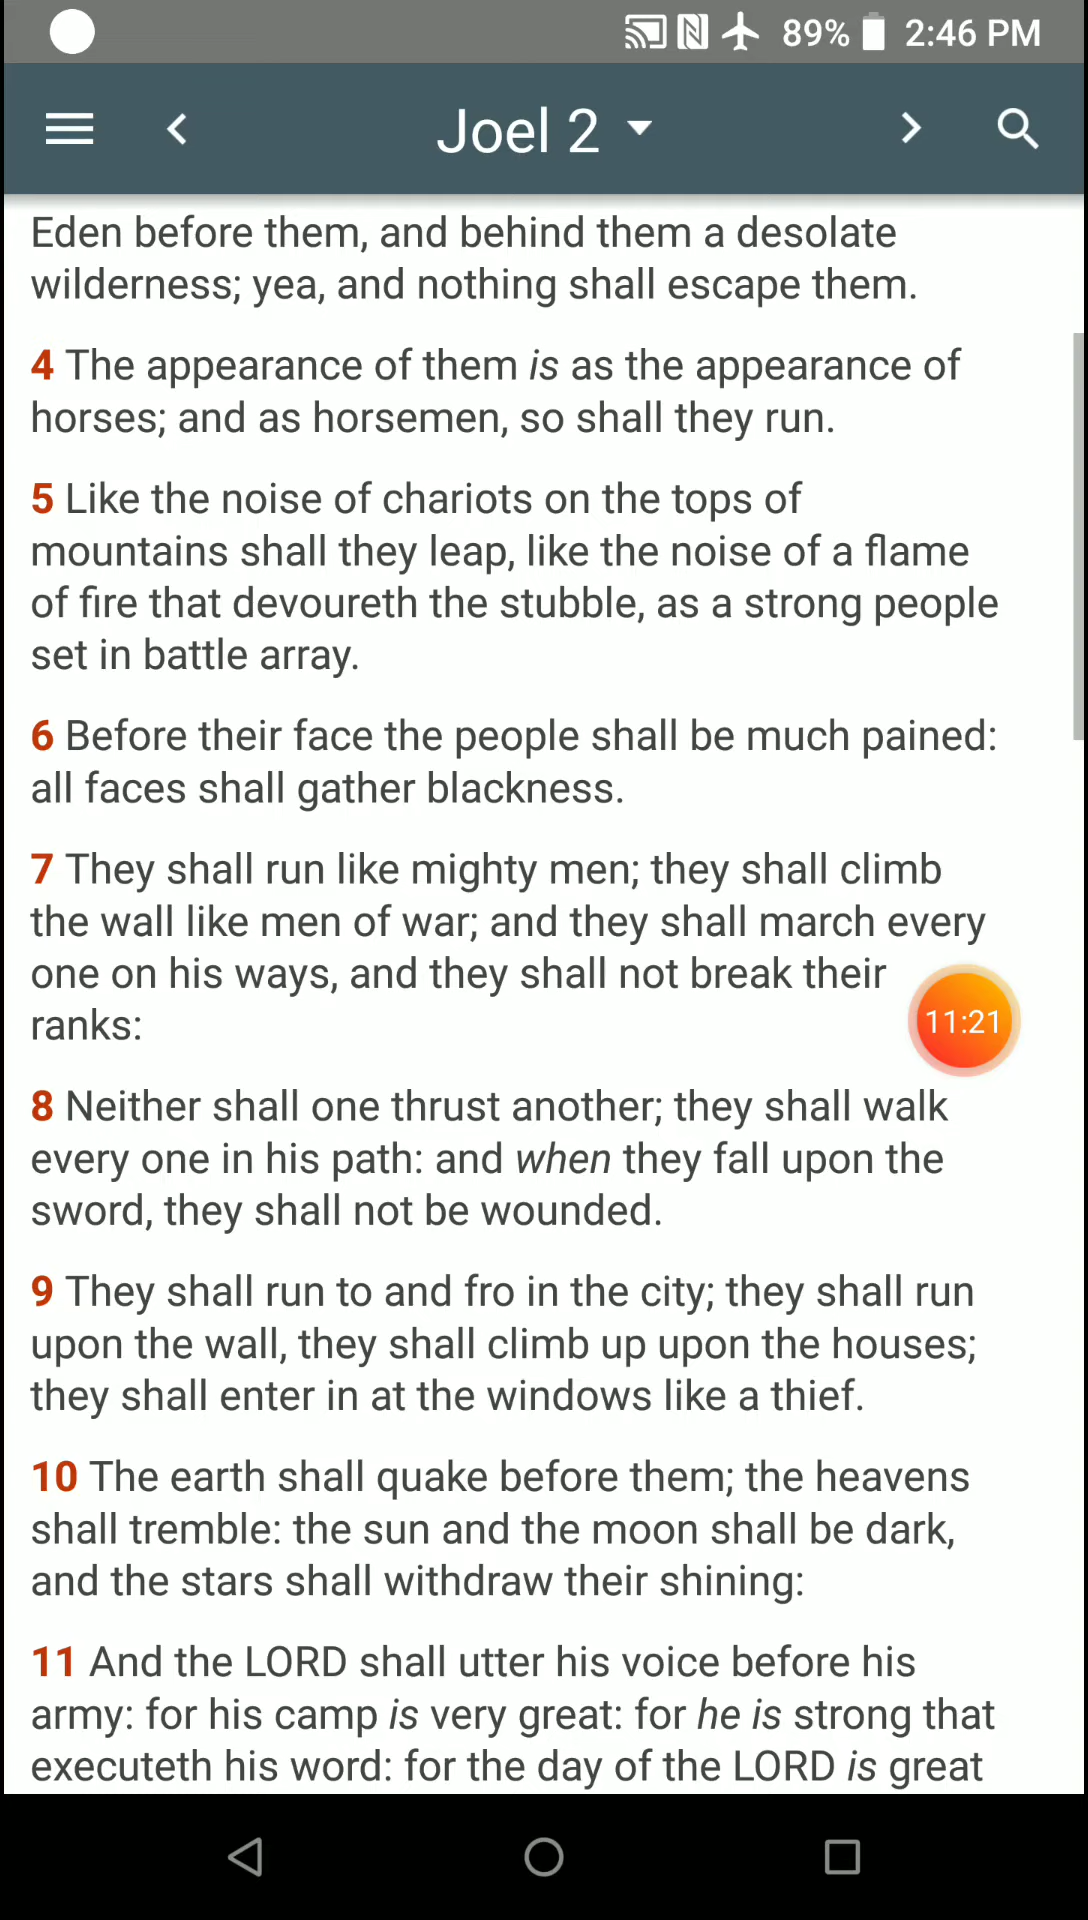 89% 2:46 PM
Joel 2
Eden before them, and behind them a desolate
wilderness; yea, and nothing shall escape them.
4 The appearance of them is as the appearance of
horses; and as horsemen, so shall they run.
5 Like the noise of chariots on the tops of
mountains shall they leap, like the noise of a flame
of fire that devoureth the stubble, as a strong people
set in battle array.
6 Before their face the people shall be much pained:
all faces shall gather blackness.
7 They shall run like mighty men; they shall climb
the wall like men of war; and they shall march every
one on his ways, and they shall not break their
ranks:
11:21
8 Neither shall one thrust another; they shall walk
every one in his path: and when they fall upon the
sword, they shall not be wounded.
9 They shall run to and fro in the city; they shall run
upon the wall, they shall climb up upon the houses;
they shall enter in at the windows like a thief.
10 The earth shall quake before them; the heavens
shall tremble: the sun and the moon shall be dark,
and the stars shall withdraw their shining:
11 And the LORD shall utter his voice before his
army: for his camp is very great: for he is strong that
executeth his word: for the day of the LORD is great